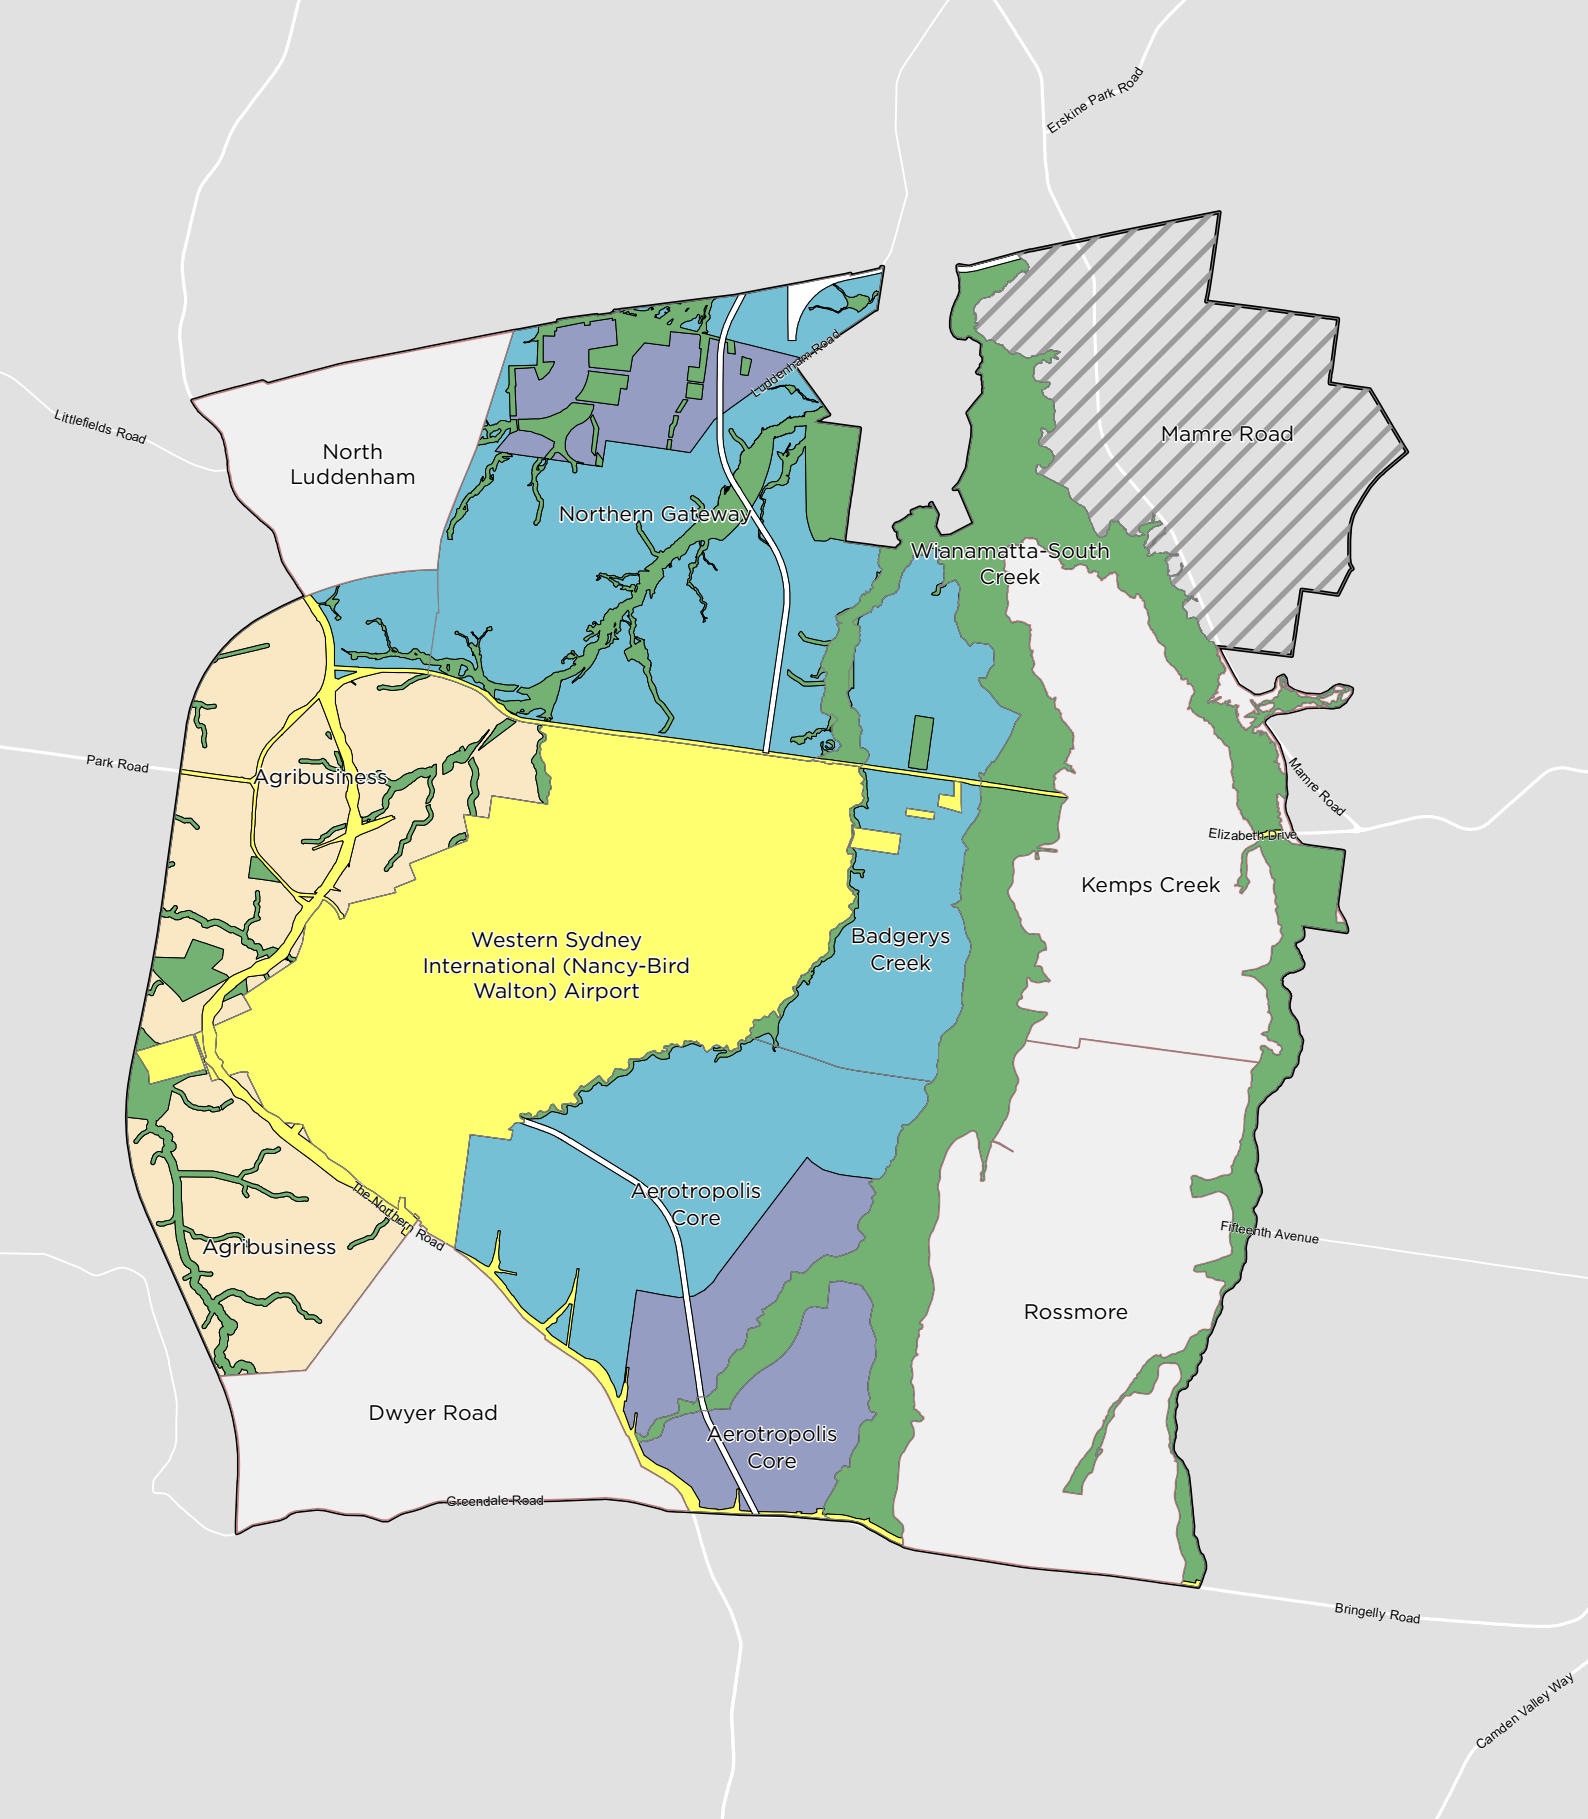 Erskine Park Road
Luddenham Road
Littlefields Road
Mamre Road
North
Luddenham
Northern Gateway
Wianamatta-South
Creek
Park Road
Agribusiness
Mamre Road
Elizabeth Drive
Kemps Creek
Western Sydney
International (Nancy-Bird
Walton) Airport
Badgerys
Creek
Aerotropolis
Core
The Northern Road
Agribusiness
Fifteenth Avenue
Rossmore
Dwyer Road
Aerotropolis
Core
Greendale Road
Bringelly Road
Camden Valley Way